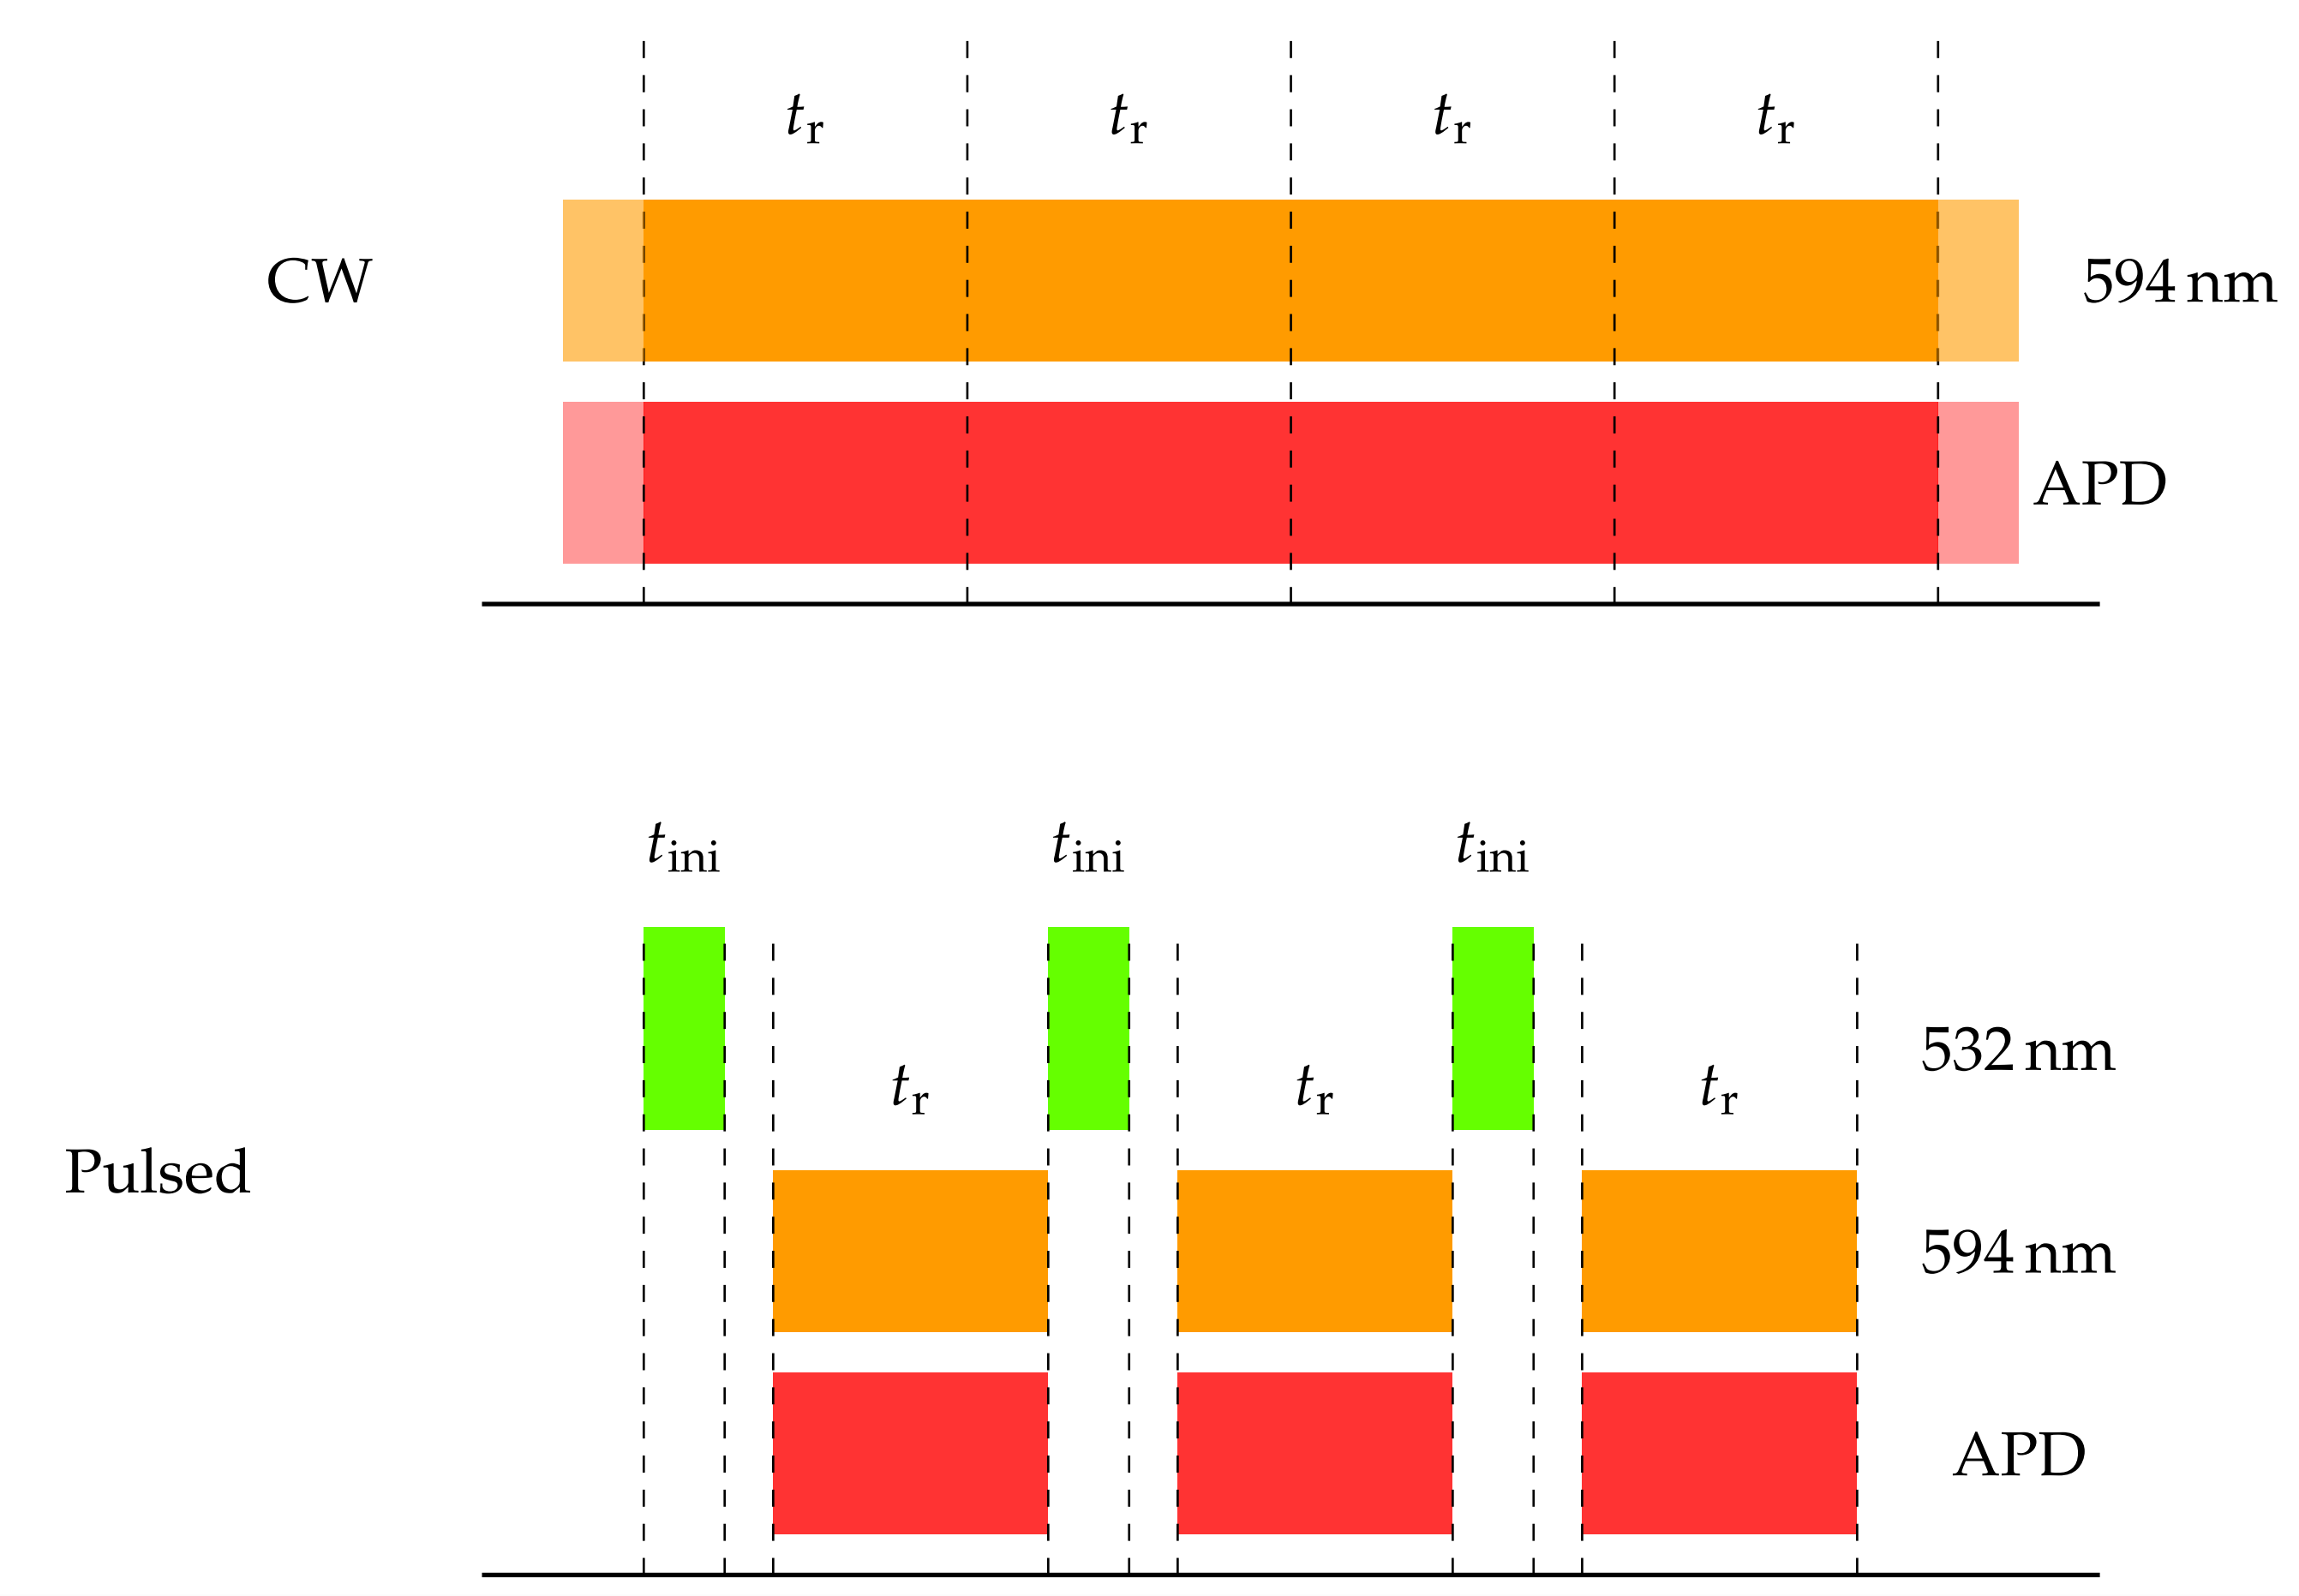 t_r t_r t_r t_r
CW
594 nm
APD
t_ini t_ini t_ini
532 nm
t_r t_r t_r
Pulsed
594 nm
APD